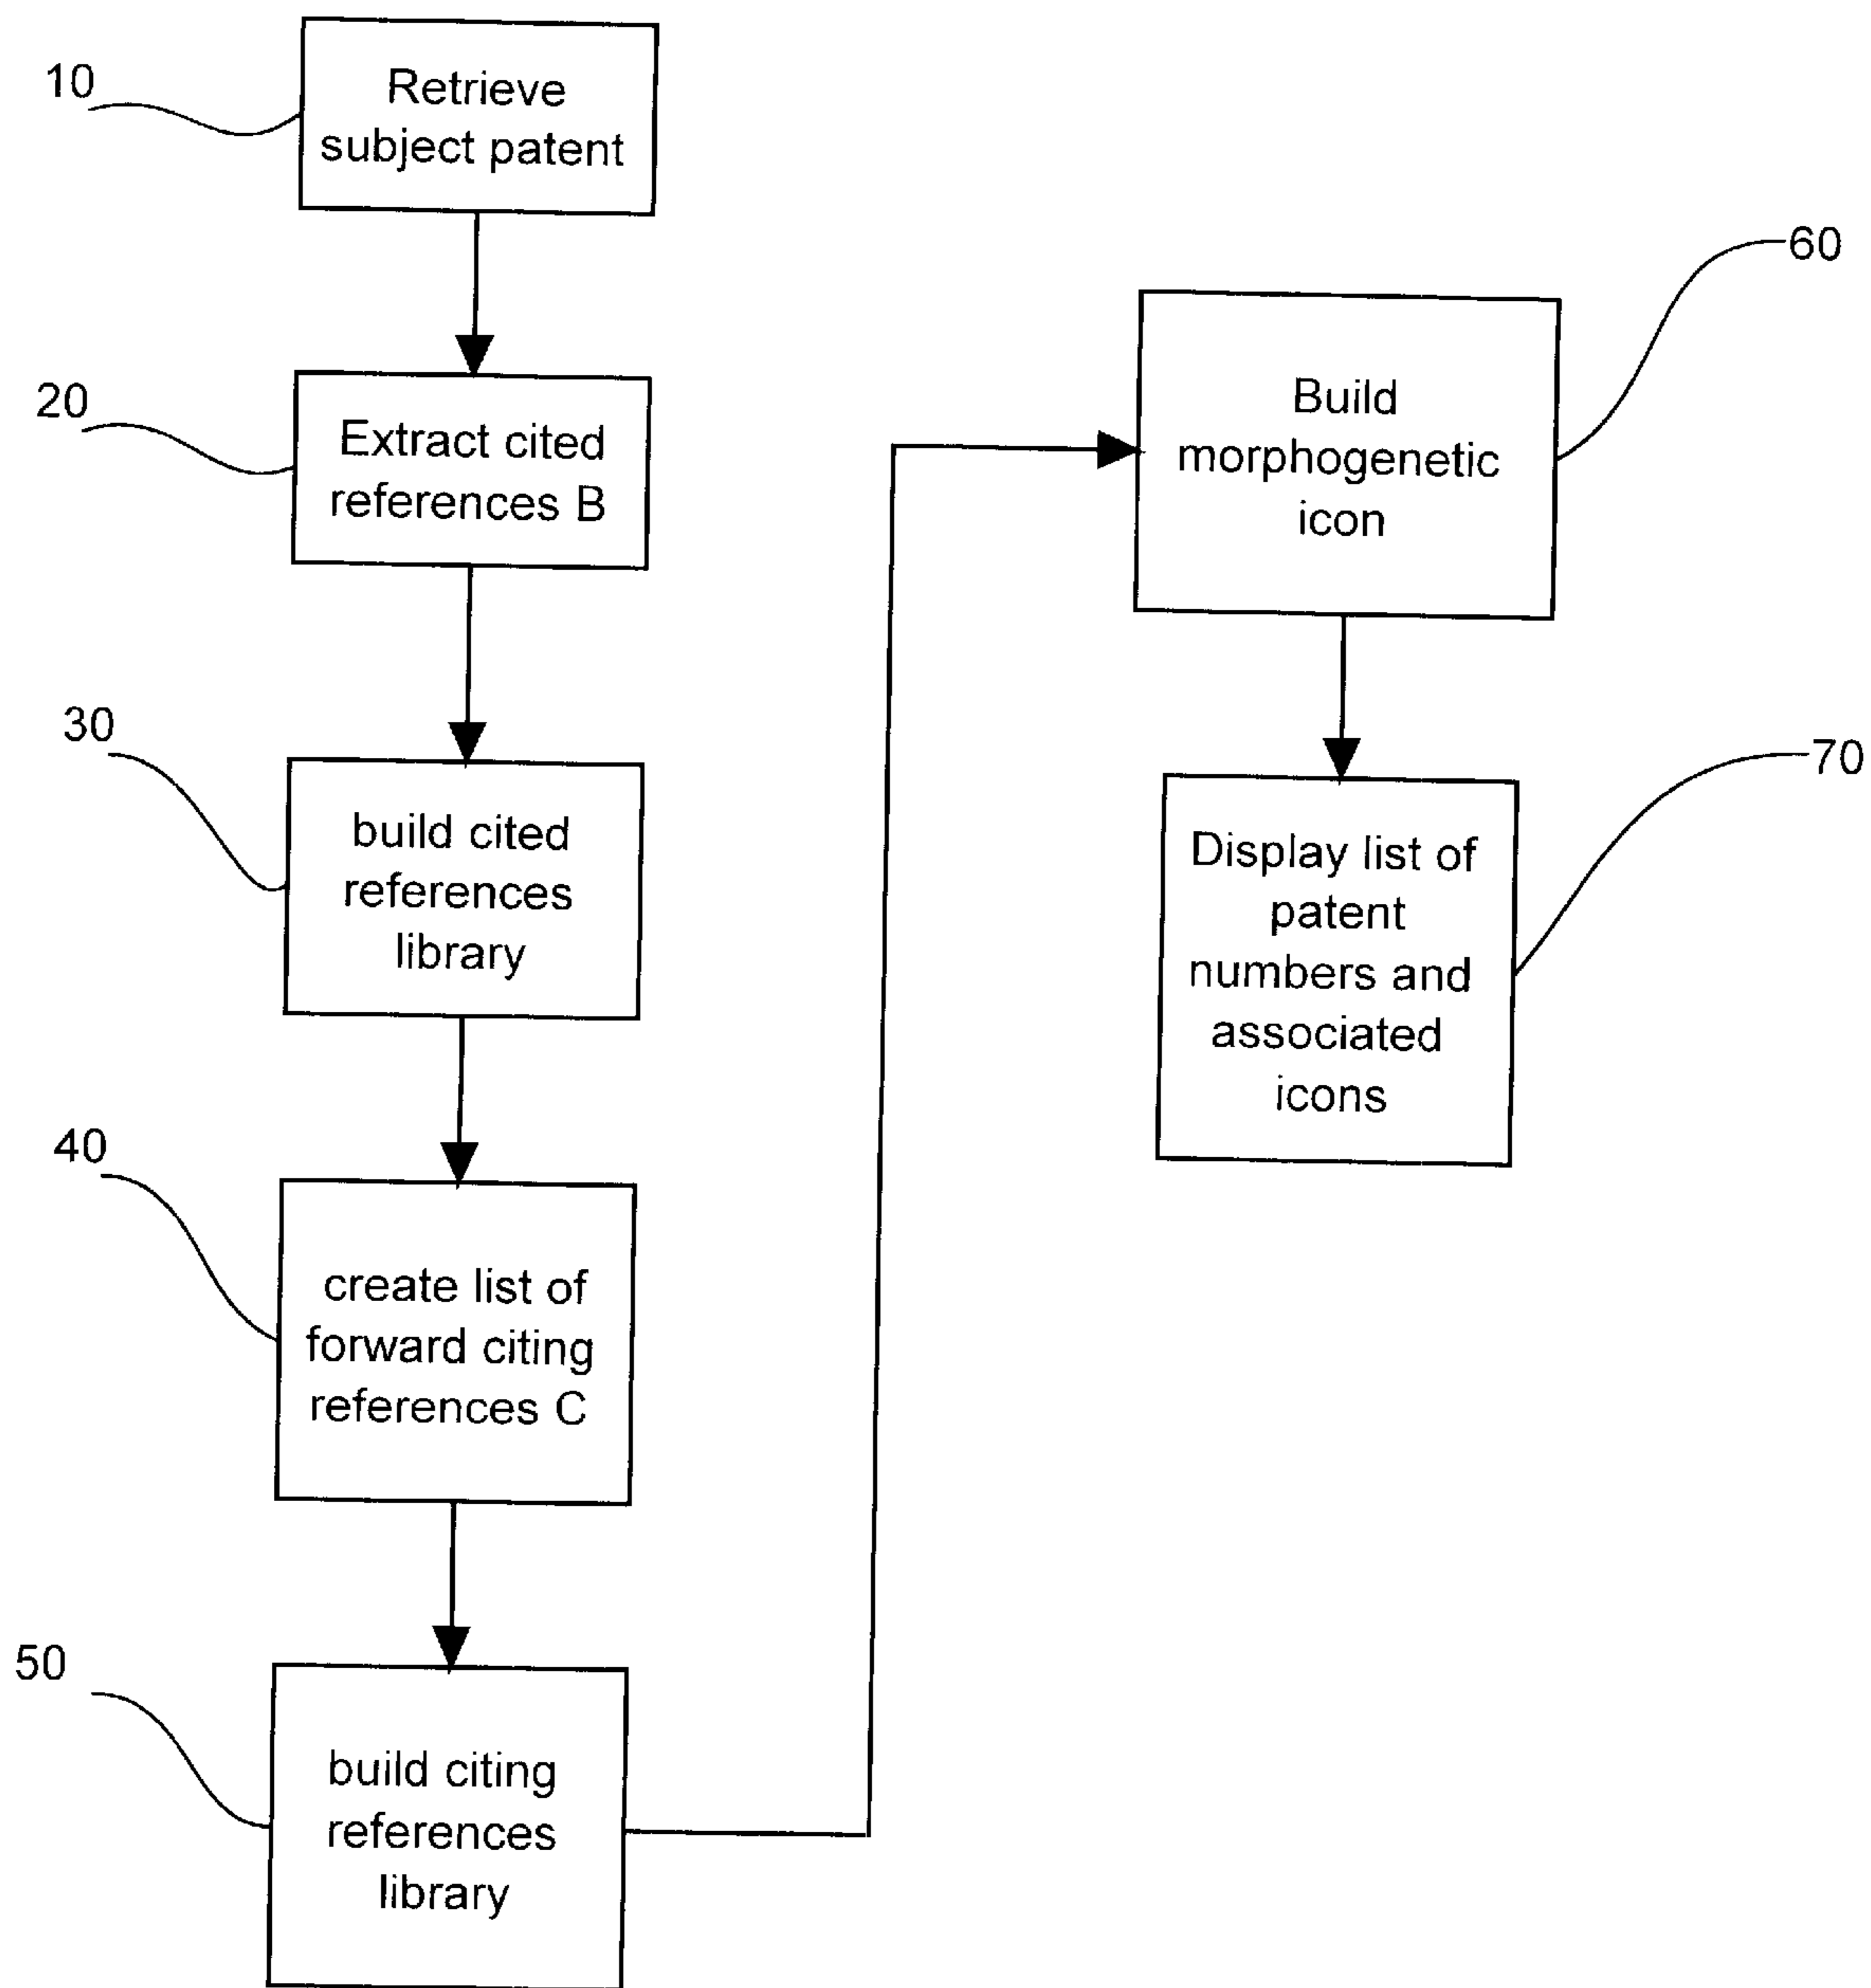 10
Retrieve
subject patent
20
Extract cited
references B
30
build cited
references
library
40
create list of
forward citing
references C
50
build citing
references
library
60
Build
morphogenetic
icon
70
Display list of
patent
numbers and
associated
icons